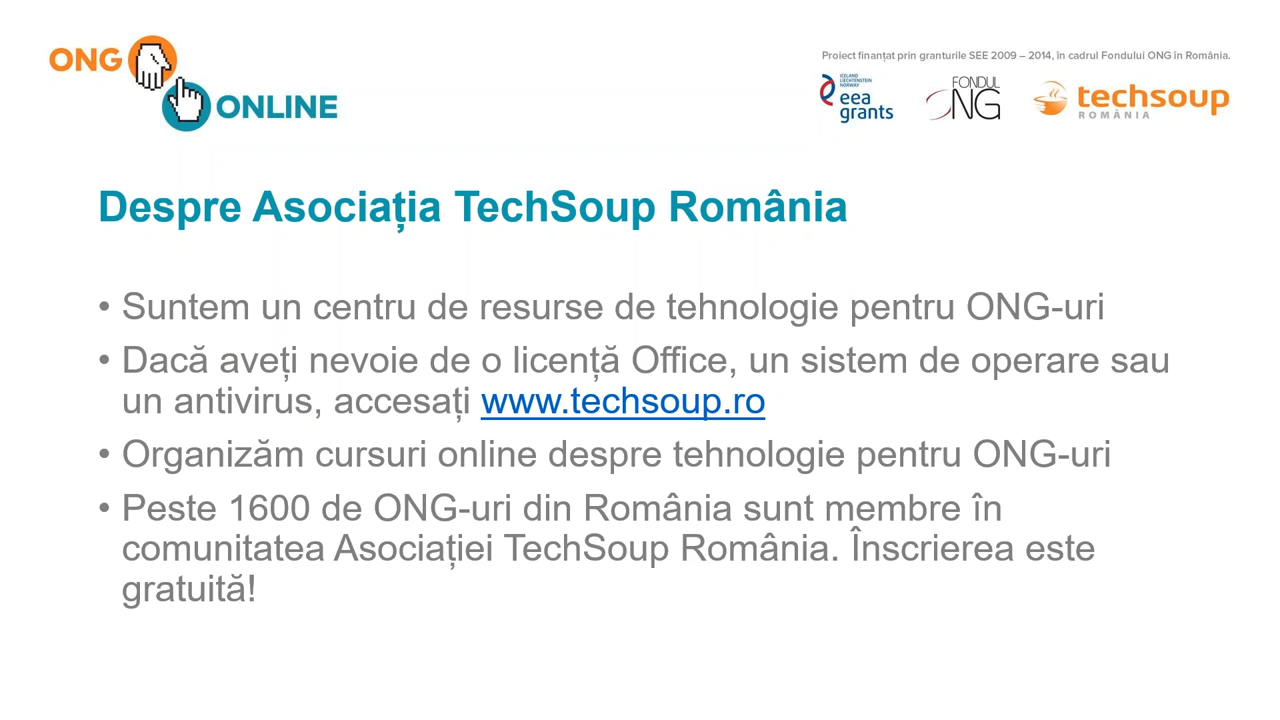 ONG
ONLINE
Proiect finanțat prin granturile SEE 2009 – 2014, în cadrul Fondului ONG în România.
ICELAND
LIECHTENSTEIN
NORWAY
eea
grants
FONDUL
ONG
techsoup
ROMÂNIA
Despre Asociația TechSoup România
• Suntem un centru de resurse de tehnologie pentru ONG-uri
• Dacă aveți nevoie de o licență Office, un sistem de operare sau
un antivirus, accesați www.techsoup.ro
• Organizăm cursuri online despre tehnologie pentru ONG-uri
• Peste 1600 de ONG-uri din România sunt membre în
comunitatea Asociației TechSoup România. Înscrierea este
gratuită!